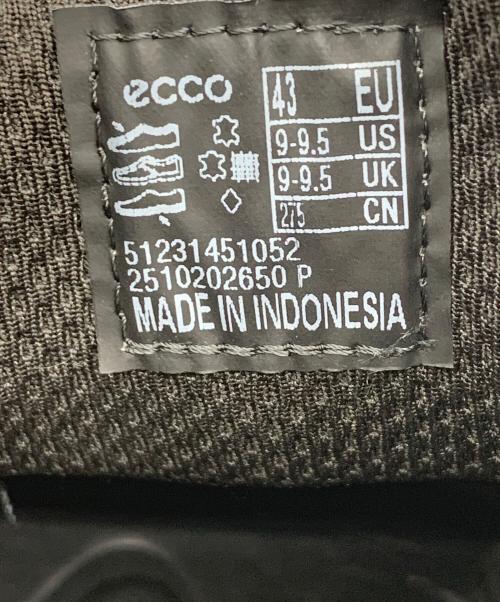 ecco
43 EU
9-9.5 US
9-9.5 UK
275 CN
51231451052
2510202650 P
MADE IN INDONESIA